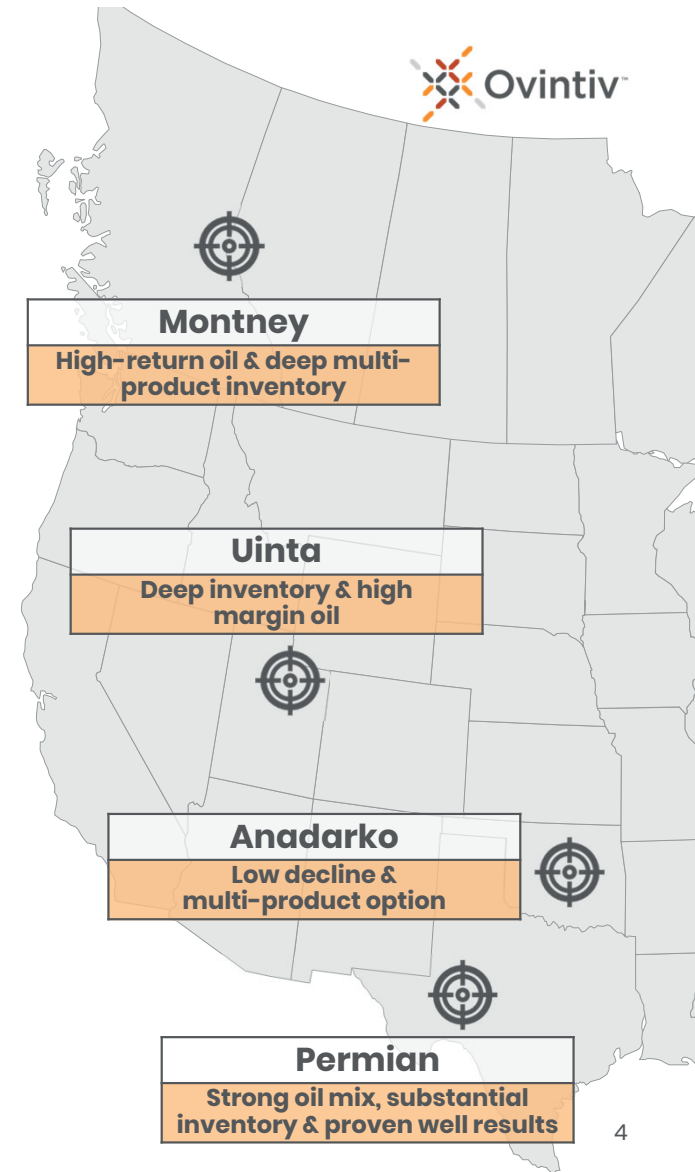 Ovintiv™
Montney
High-return oil & deep multi-
product inventory
Uinta
Deep inventory & high
margin oil
Anadarko
Low decline &
multi-product option
Permian
Strong oil mix, substantial
inventory & proven well results
4